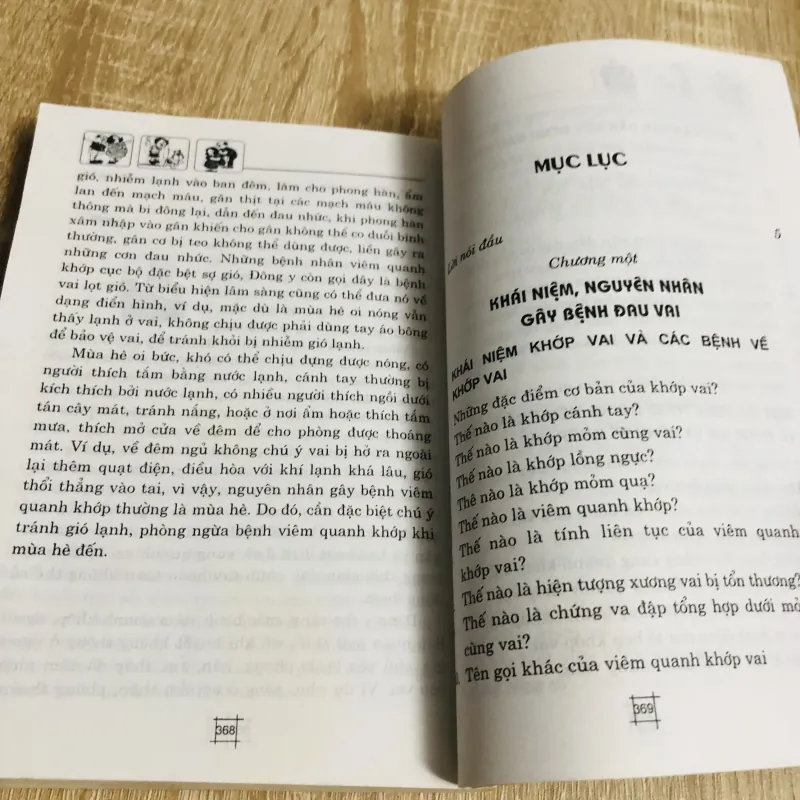 gió, nhiễm lạnh vào ban đêm, làm cho phong hàn, ẩm
lan đến mạch máu, gân thịt tại các mạch máu không
thông mà bị đông lại, dẫn đến đau nhức, khi phong hàn
xâm nhập vào gân khiến cho gân không thể co duỗi bình
thường, gân cơ bị teo không thể dùng được, liền gây ra
những cơn đau nhức. Những bệnh nhân viêm quanh
khớp cục bộ đặc biệt sợ gió, Đông y còn gọi đây là bệnh
vai lọt gió. Từ biểu hiện lâm sàng cũng có thể đưa nó về
dạng điển hình, ví dụ, mặc dù là mùa hè oi nóng vẫn
thấy lạnh ở vai, không chịu được phải dùng tay áo bông
để bảo vệ vai, để tránh khỏi bị nhiễm gió lạnh.
Mùa hè oi bức, khó có thể chịu đựng được nóng, có
người thích tắm bằng nước lạnh, cánh tay thường bị
kích thích bởi nước lạnh, có nhiều người thích ngồi dưới
tán cây mát, tránh nắng, hoặc ở nơi ẩm hoặc thích tắm
mưa, thích mở cửa về đêm để cho phòng được thoáng
mát. Ví dụ, về đêm ngủ không chú ý vai bị hở ra ngoài
lại thêm quạt điện, điều hòa với khí lạnh khá lâu, gió
thổi thẳng vào tai, vì vậy, nguyên nhân gây bệnh viêm
quanh khớp thường là mùa hè. Do đó, cần đặc biệt chú ý
tránh gió lạnh, phòng ngừa bệnh viêm quanh khớp khi
mùa hè đến.
368
MỤC LỤC
Lời nói đầu 5
Chương một
KHÁI NIỆM, NGUYÊN NHÂN
GÂY BỆNH ĐAU VAI
KHÁI NIỆM KHỚP VAI VÀ CÁC BỆNH VỀ
KHỚP VAI
Những đặc điểm cơ bản của khớp vai?
Thế nào là khớp cánh tay?
Thế nào là khớp mỏm cùng vai?
Thế nào là khớp lồng ngực?
Thế nào là khớp mỏm quạ?
Thế nào là viêm quanh khớp?
Thế nào là tính liên tục của viêm quanh
khớp vai?
Thế nào là hiện tượng xương vai bị tổn thương?
Thế nào là chứng va đập tổng hợp dưới mỏ
cùng vai?
Tên gọi khác của viêm quanh khớp vai
369